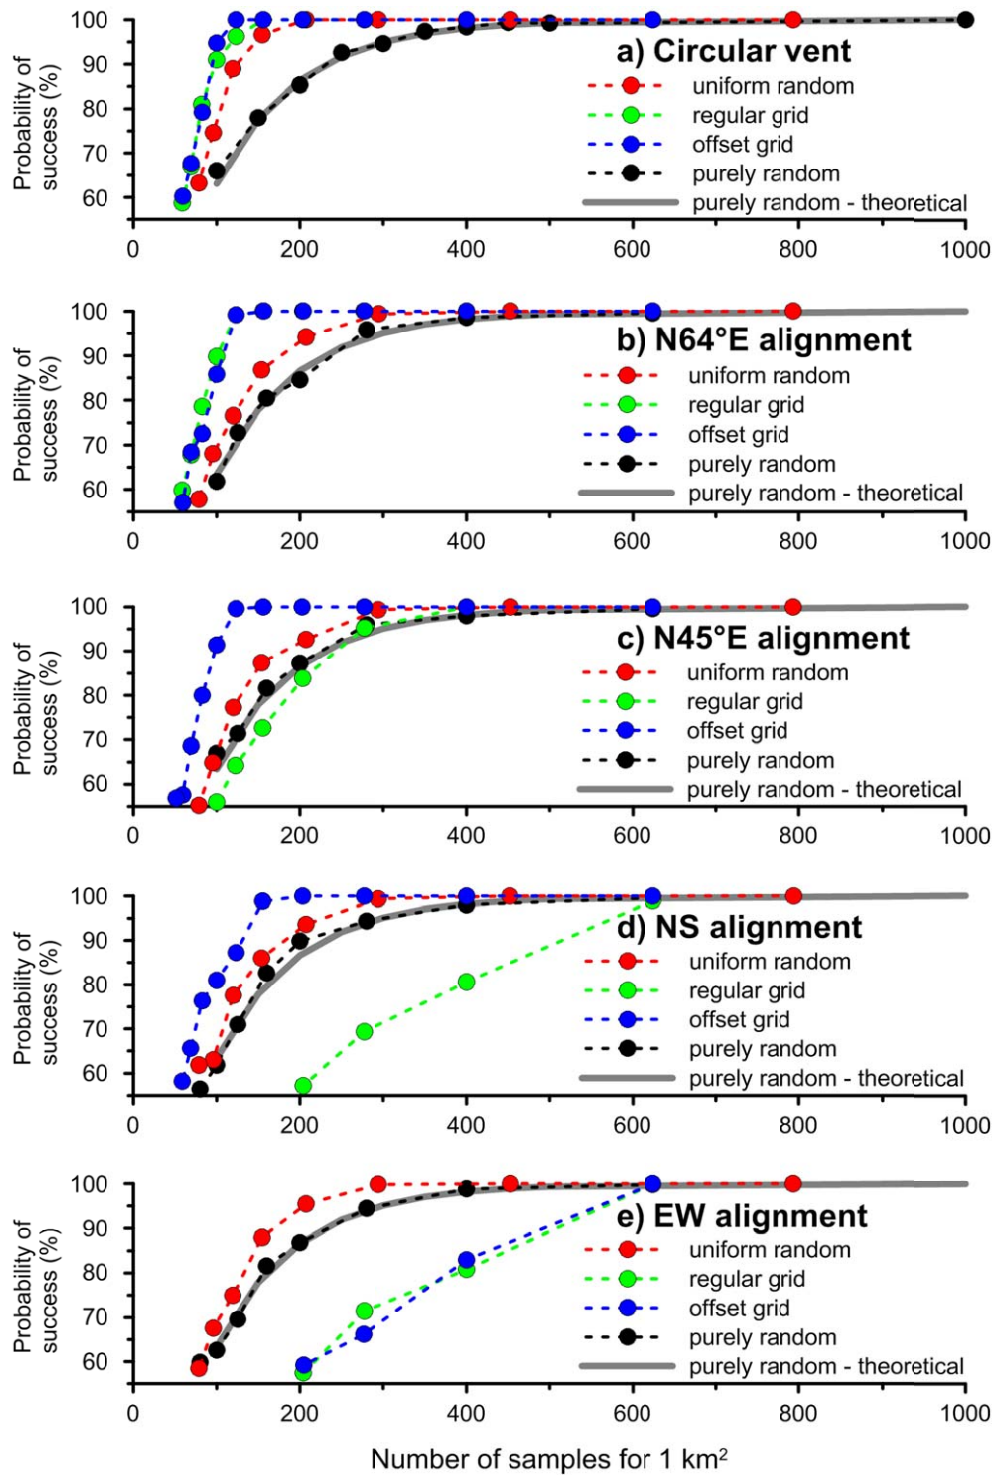 Probability of
success (%)
100
90
80
70
60
a) Circular vent
uniform random
regular grid
offset grid
purely random
purely random - theoretical
0 200 400 600 800 1000
Probability of
success (%)
100
90
80
70
60
b) N64°E alignment
uniform random
regular grid
offset grid
purely random
purely random - theoretical
0 200 400 600 800 1000
Probability of
success (%)
100
90
80
70
60
c) N45°E alignment
uniform random
regular grid
offset grid
purely random
purely random - theoretical
0 200 400 600 800 1000
Probability of
success (%)
100
90
80
70
60
d) NS alignment
uniform random
regular grid
offset grid
purely random
purely random - theoretical
0 200 400 600 800 1000
Probability of
success (%)
100
90
80
70
60
e) EW alignment
uniform random
regular grid
offset grid
purely random
purely random - theoretical
0 200 400 600 800 1000
Number of samples for 1 km²